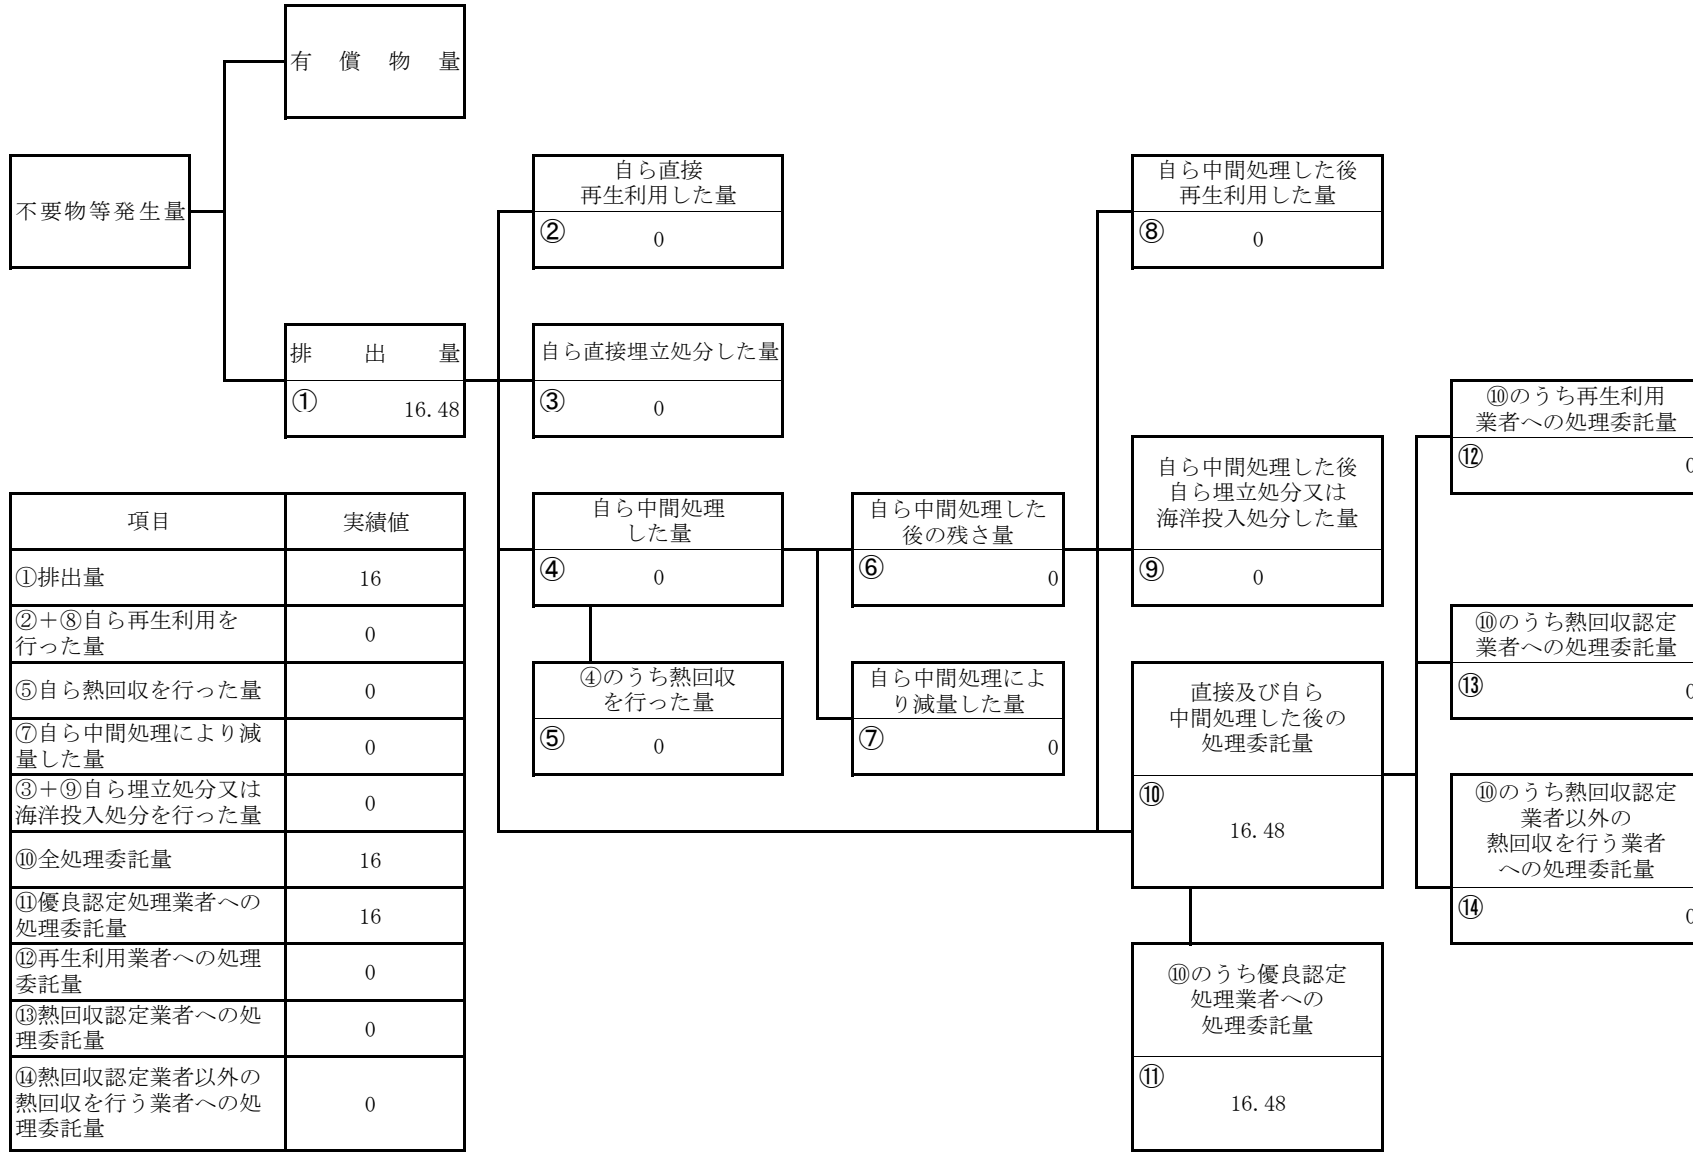 有償物量
不要物等発生量
排出量
① 16.48
自ら直接
再生利用した量
② 0
自ら直接埋立処分した量
③ 0
自ら中間処理
した量
④ 0
④のうち熱回収
を行った量
⑤ 0
自ら中間処理した
後の残さ量
⑥ 0
自ら中間処理によ
り減量した量
⑦ 0
自ら中間処理した後
再生利用した量
⑧ 0
自ら中間処理した後
自ら埋立処分又は
海洋投入処分した量
⑨ 0
直接及び自ら
中間処理した後の
処理委託量
⑩
16.48
⑩のうち優良認定
処理業者への
処理委託量
⑪
16.48
⑩のうち再生利用
業者への処理委託量
⑫ 0
⑩のうち熱回収認定
業者への処理委託量
⑬ 0
⑩のうち熱回収認定
業者以外の
熱回収を行う業者
への処理委託量
⑭ 0
項目 実績値
①排出量 16
②+⑧自ら再生利用を
行った量 0
⑤自ら熱回収を行った量 0
⑦自ら中間処理により減
量した量 0
③+⑨自ら埋立処分又は
海洋投入処分を行った量 0
⑩全処理委託量 16
⑪優良認定処理業者への
処理委託量 16
⑫再生利用業者への処理
委託量 0
⑬熱回収認定業者への処
理委託量 0
⑭熱回収認定業者以外の
熱回収を行う業者への処 0
理委託量